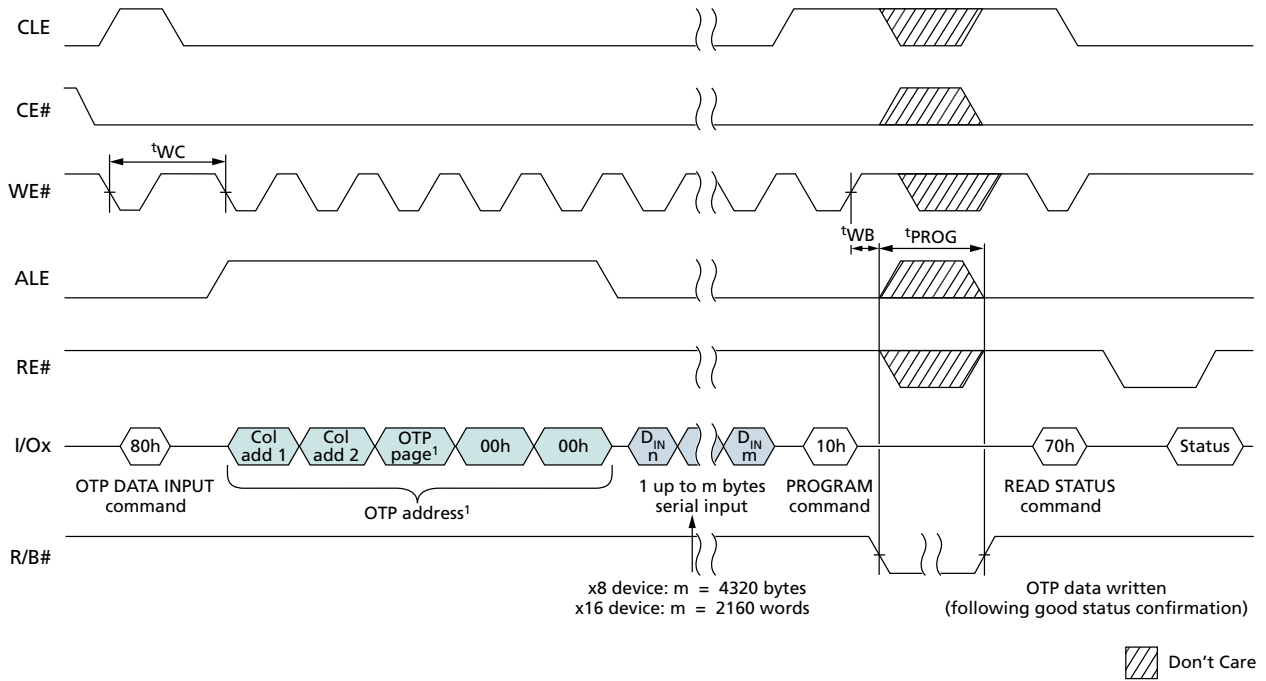 CLE
CE#
tWC
WE#
tWB
tPROG
ALE
RE#
I/Ox
80h
Col
add 1
Col
add 2
OTP
page1
00h
00h
DIN
n
DIN
m
10h
70h
Status
OTP DATA INPUT
command
OTP address1
1 up to m bytes
serial input
PROGRAM
command
READ STATUS
command
R/B#
x8 device: m = 4320 bytes
x16 device: m = 2160 words
OTP data written
(following good status confirmation)
Don't Care